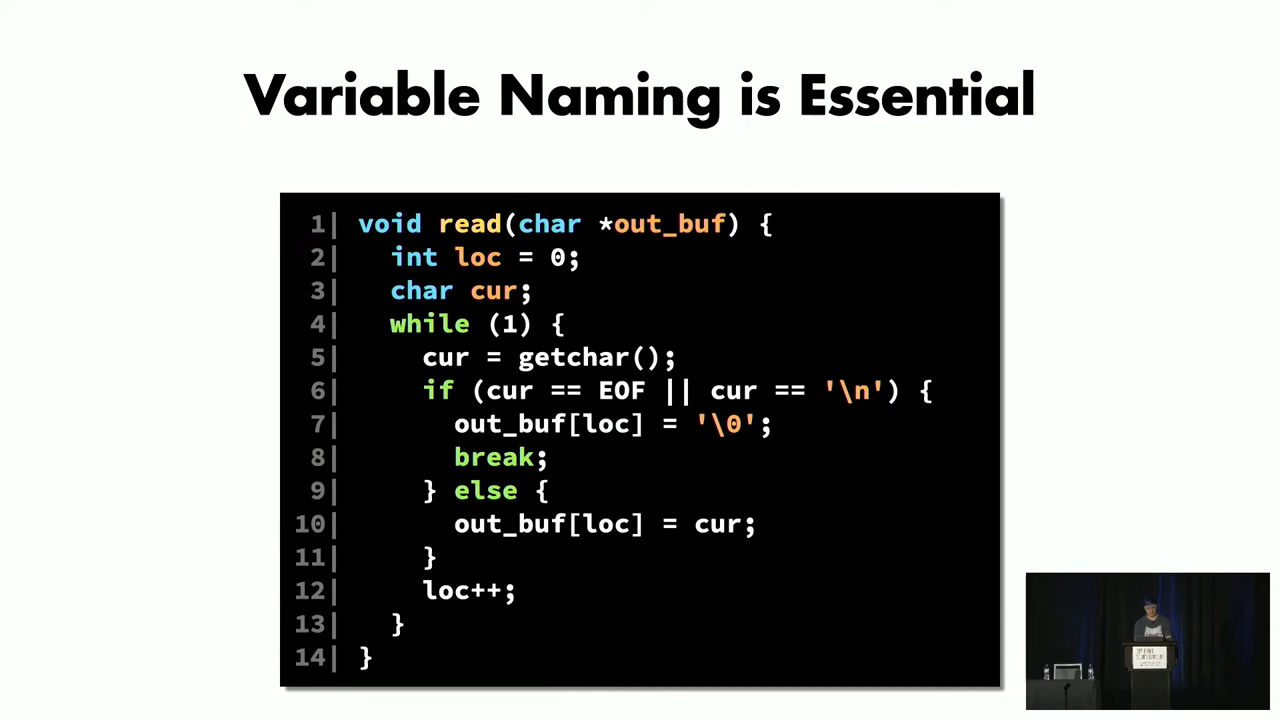 Variable Naming is Essential
1| void read(char *out_buf) {
2| int loc = 0;
3| char cur;
4| while (1) {
5| cur = getchar();
6| if (cur == EOF || cur == '\n') {
7| out_buf[loc] = '\0';
8| break;
9| } else {
10| out_buf[loc] = cur;
11| }
12| loc++;
13| }
14| }